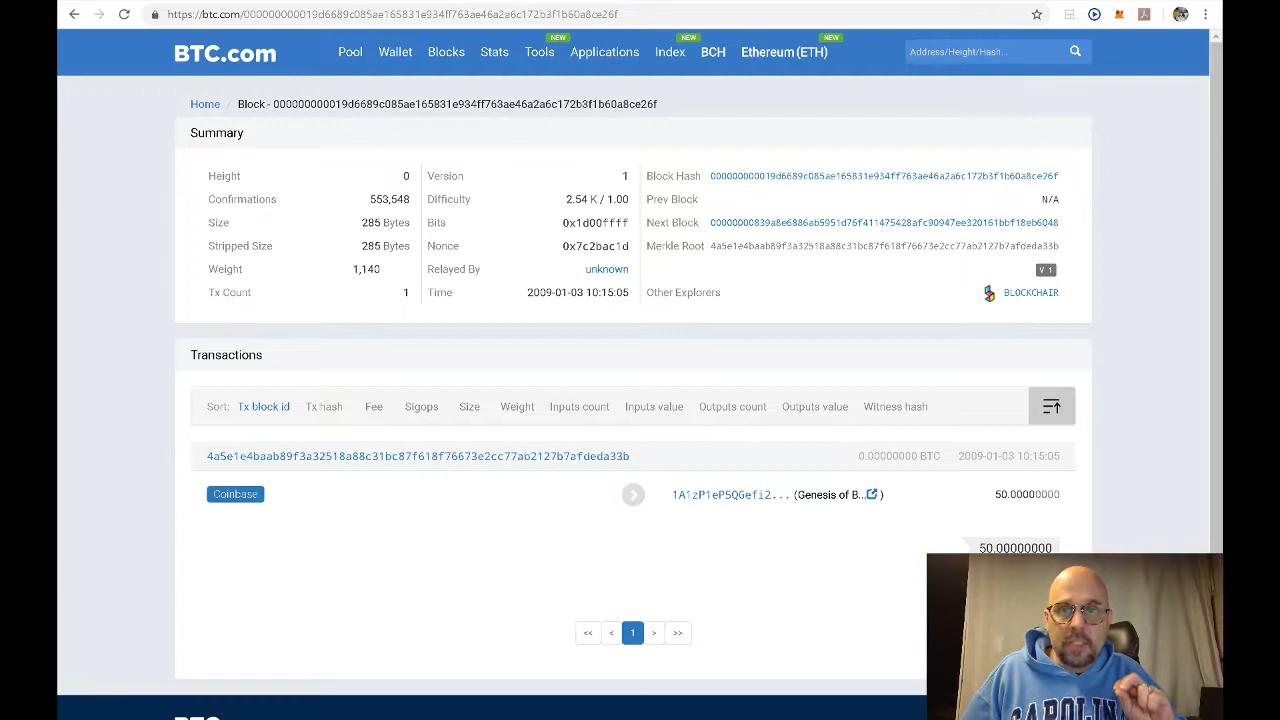 https://btc.com/000000000019d6689c085ae165831e934ff763ae46a2a6c172b3f1b60a8ce26f
BTC.com Pool Wallet Blocks Stats Tools NEW Applications Index NEW BCH Ethereum (ETH) NEW Address/Height/Hash...
Home / Block - 000000000019d6689c085ae165831e934ff763ae46a2a6c172b3f1b60a8ce26f
Summary
Height 0 Version 1 Block Hash 000000000019d6689c085ae165831e934ff763ae46a2a6c172b3f1b60a8ce26f
Confirmations 553,548 Difficulty 2.54 K / 1.00 Prev Block N/A
Size 285 Bytes Bits 0x1d00ffff Next Block 00000000839a8e6886ab5951d76f411475428afc90947ee320161bbf18eb6048
Stripped Size 285 Bytes Nonce 0x7c2bac1d Merkle Root 4a5e1e4baab89f3a32518a88c31bc87f618f76673e2cc77ab2127b7afdeda33b
Weight 1,140 Relayed By unknown V 1
Tx Count 1 Time 2009-01-03 10:15:05 Other Explorers BLOCKCHAIR
Transactions
Sort: Tx block id Tx hash Fee Sigops Size Weight Inputs count Inputs value Outputs count Outputs value Witness hash
4a5e1e4baab89f3a32518a88c31bc87f618f76673e2cc77ab2127b7afdeda33b 0.00000000 BTC 2009-01-03 10:15:05
Coinbase 1A1zP1eP5QGefi2... (Genesis of B... ) 50.00000000
50.00000000
<< < 1 > >>
CAROLINA